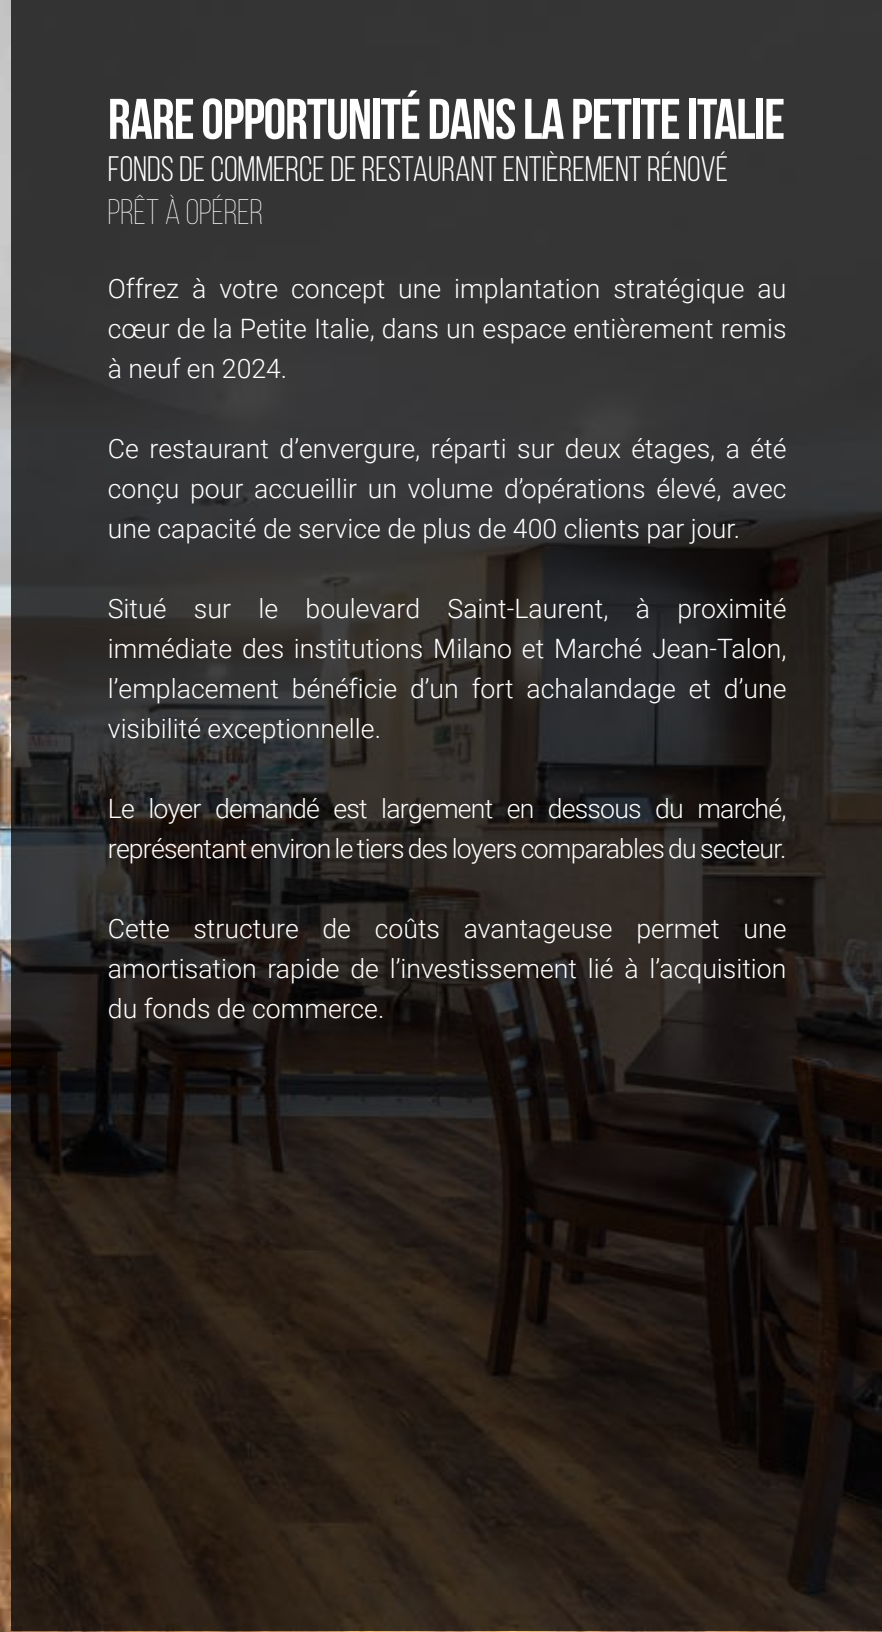 RARE OPPORTUNITÉ DANS LA PETITE ITALIE
FONDS DE COMMERCE DE RESTAURANT ENTIÈREMENT RÉNOVÉ
PRÊT À OPÉRER
Offrez à votre concept une implantation stratégique au
cœur de la Petite Italie, dans un espace entièrement remis
à neuf en 2024.
Ce restaurant d’envergure, réparti sur deux étages, a été
conçu pour accueillir un volume d’opérations élevé, avec
une capacité de service de plus de 400 clients par jour.
Situé sur le boulevard Saint-Laurent, à proximité
immédiate des institutions Milano et Marché Jean-Talon,
l’emplacement bénéficie d’un fort achalandage et d’une
visibilité exceptionnelle.
Le loyer demandé est largement en dessous du marché,
représentant environ le tiers des loyers comparables du secteur.
Cette structure de coûts avantageuse permet une
amortisation rapide de l’investissement lié à l’acquisition
du fonds de commerce.